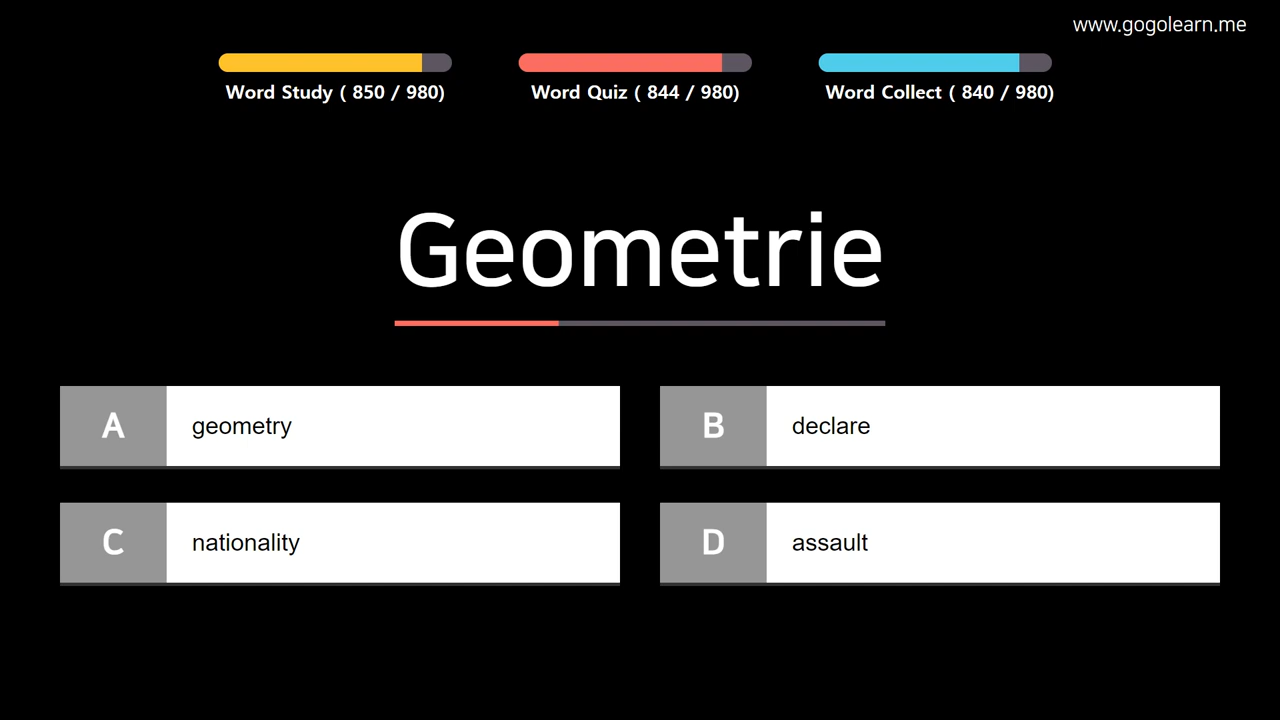 www.gogolearn.me
Word Study ( 850 / 980)
Word Quiz ( 844 / 980)
Word Collect ( 840 / 980)
Geometrie
A geometry
B declare
C nationality
D assault